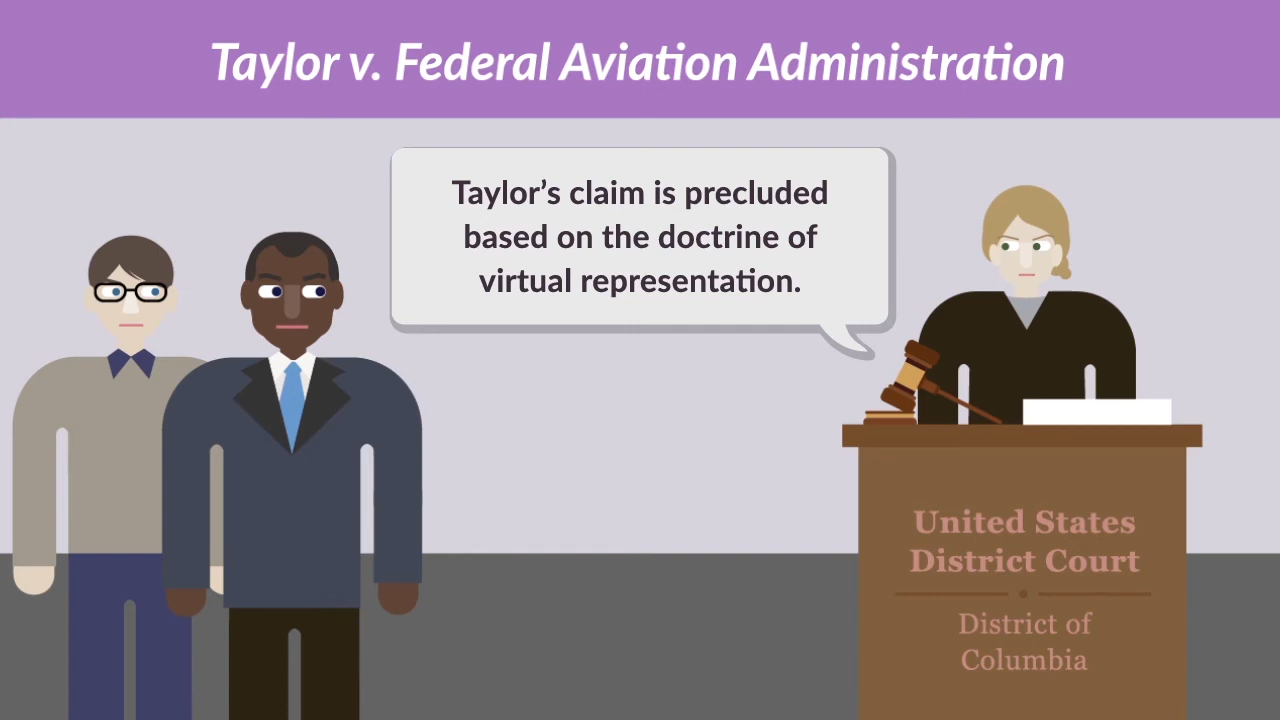 Taylor v. Federal Aviation Administration
Taylor’s claim is precluded
based on the doctrine of
virtual representation.
United States
District Court
District of
Columbia